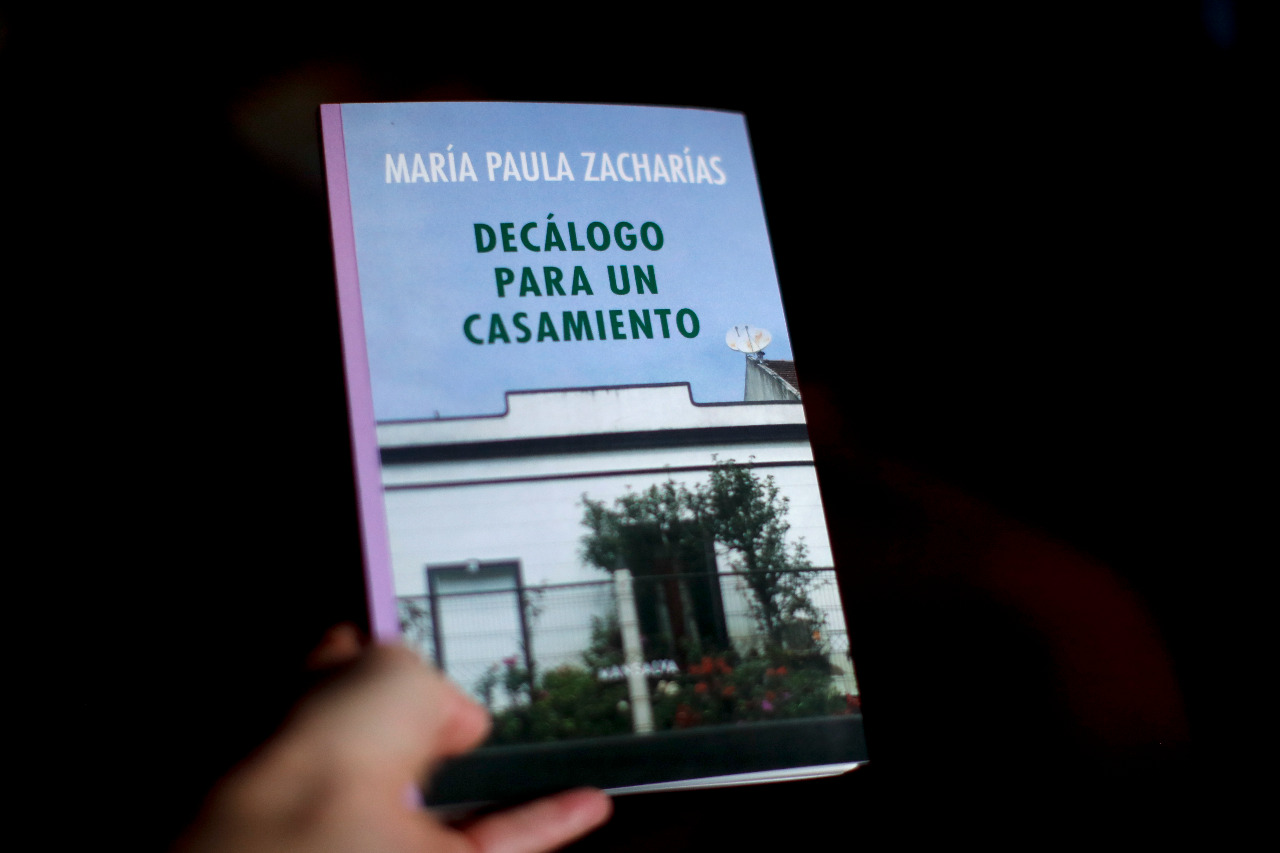 MARÍA PAULA ZACHARÍAS
DECÁLOGO
PARA UN
CASAMIENTO